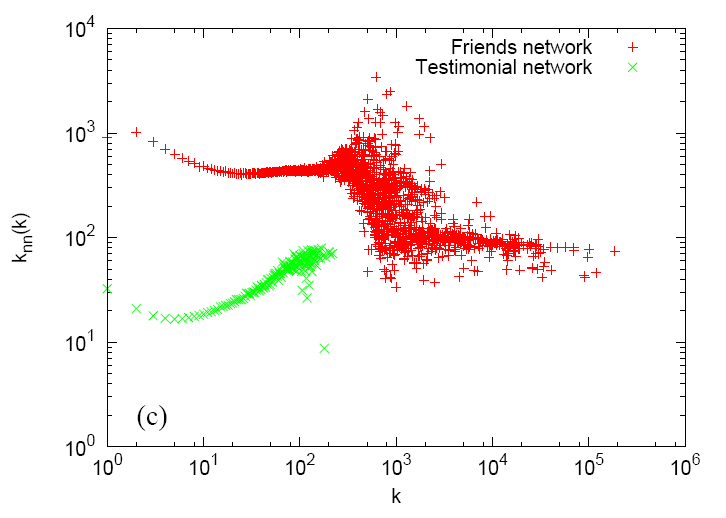 10^4
10^3
10^2
10^1
10^0
k_nn(k)
Friends network
Testimonial network
(c)
10^0 10^1 10^2 10^3 10^4 10^5 10^6
k